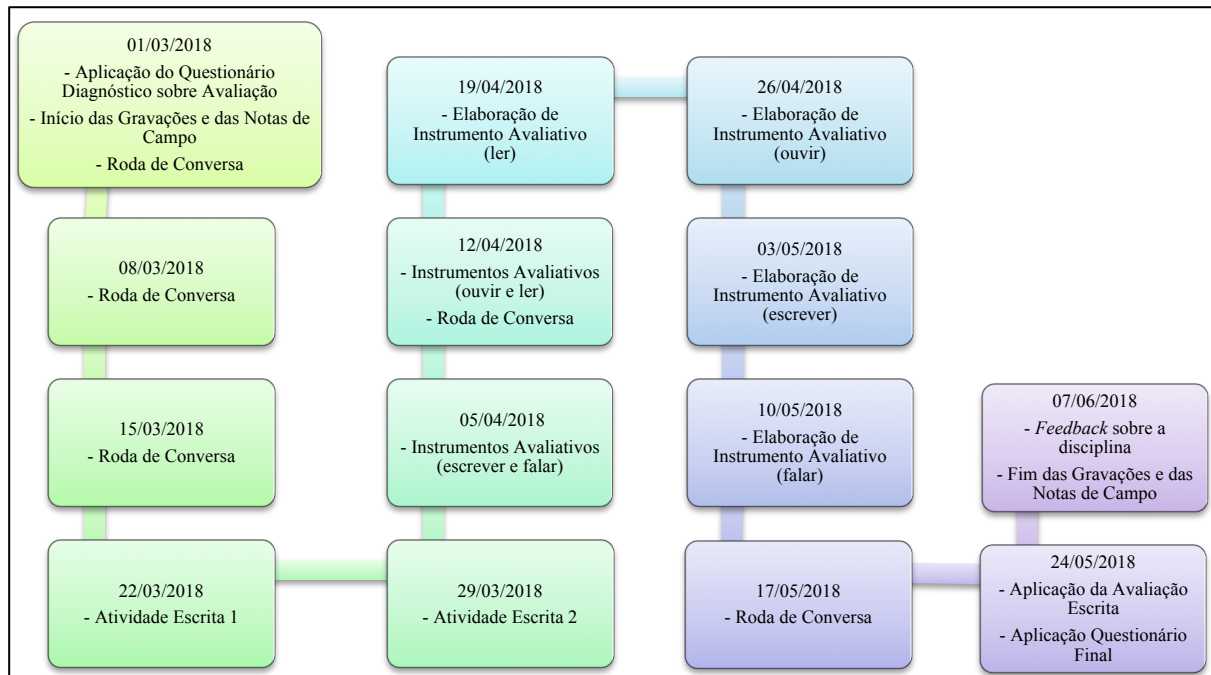 01/03/2018
- Aplicação do Questionário
Diagnóstico sobre Avaliação
- Início das Gravações e das Notas de
Campo
- Roda de Conversa
08/03/2018
- Roda de Conversa
15/03/2018
- Roda de Conversa
22/03/2018
- Atividade Escrita 1
29/03/2018
- Atividade Escrita 2
05/04/2018
- Instrumentos Avaliativos
(escrever e falar)
12/04/2018
- Instrumentos Avaliativos
(ouvir e ler)
- Roda de Conversa
19/04/2018
- Elaboração de
Instrumento Avaliativo
(ler)
26/04/2018
- Elaboração de
Instrumento Avaliativo
(ouvir)
03/05/2018
- Elaboração de
Instrumento Avaliativo
(escrever)
10/05/2018
- Elaboração de
Instrumento Avaliativo
(falar)
17/05/2018
- Roda de Conversa
24/05/2018
- Aplicação da Avaliação
Escrita
- Aplicação Questionário
Final
07/06/2018
- Feedback sobre a
disciplina
- Fim das Gravações e das
Notas de Campo